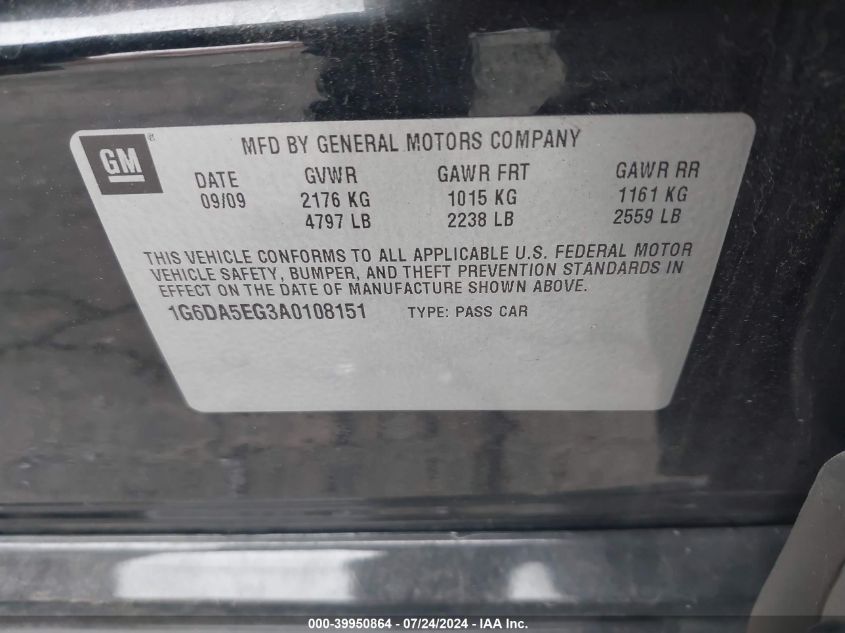 MFD BY GENERAL MOTORS COMPANY
GM®
DATE GVWR GAWR FRT GAWR RR
09/09 2176 KG 1015 KG 1161 KG
4797 LB 2238 LB 2559 LB
THIS VEHICLE CONFORMS TO ALL APPLICABLE U.S. FEDERAL MOTOR
VEHICLE SAFETY, BUMPER, AND THEFT PREVENTION STANDARDS IN
EFFECT ON THE DATE OF MANUFACTURE SHOWN ABOVE.
1G6DA5EG3A0108151 TYPE: PASS CAR
000-39950864 - 07/24/2024 - IAA Inc.